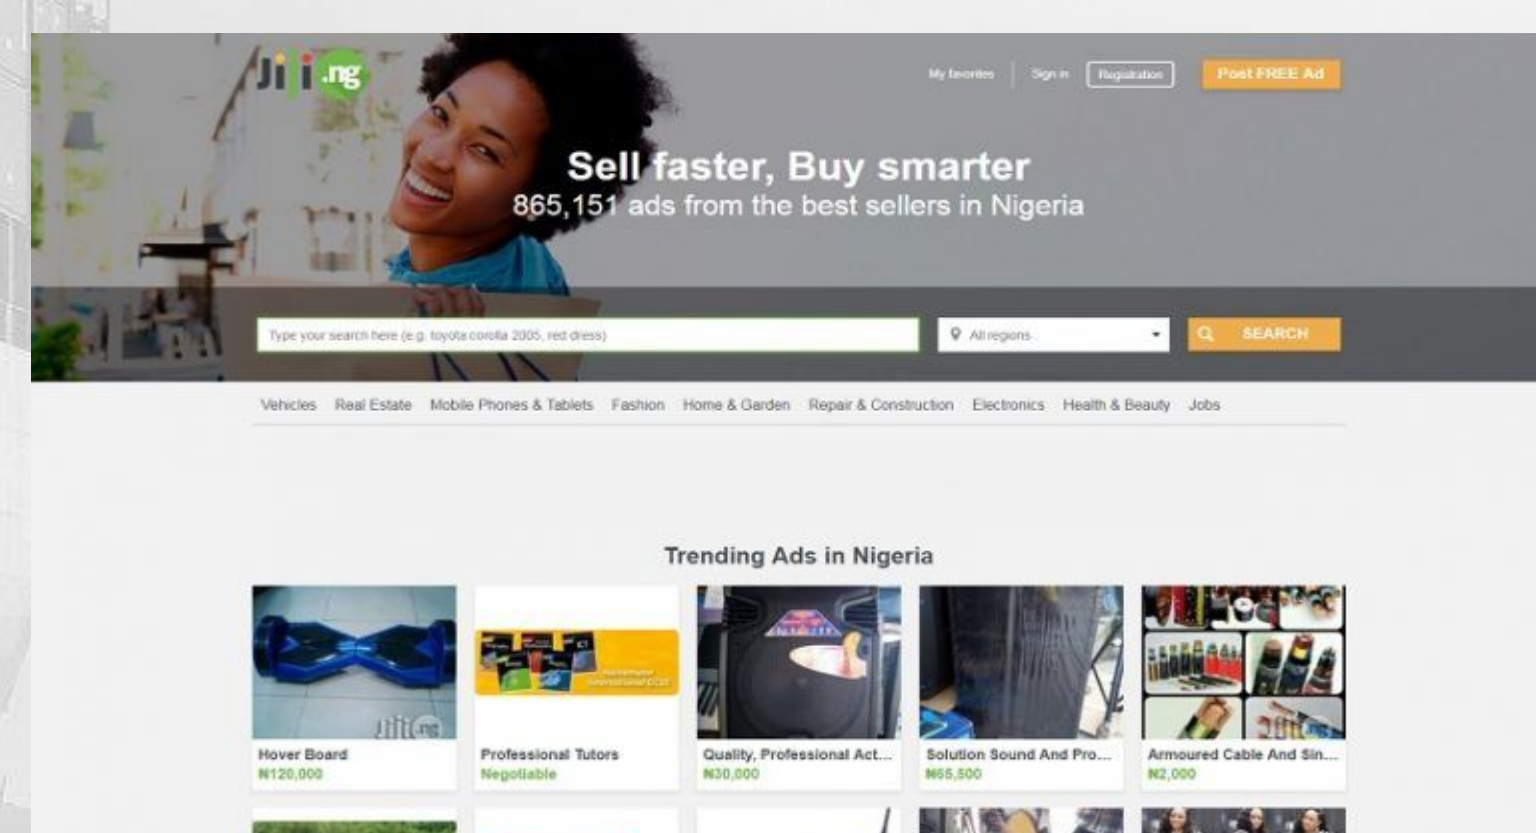 Jiji.ng
My favorites
Sign in
Registration
Post FREE Ad
Sell faster, Buy smarter
865,151 ads from the best sellers in Nigeria
Type your search here (e.g. toyota corolla 2005, red dress)
All regions
SEARCH
Vehicles Real Estate Mobile Phones & Tablets Fashion Home & Garden Repair & Construction Electronics Health & Beauty Jobs
Trending Ads in Nigeria
Jiji.ng
Hover Board
₦120,000
Professional Tutors
Negotiable
Quality, Professional Act...
₦30,000
Solution Sound And Pro...
₦65,500
Armoured Cable And Sin...
₦2,000